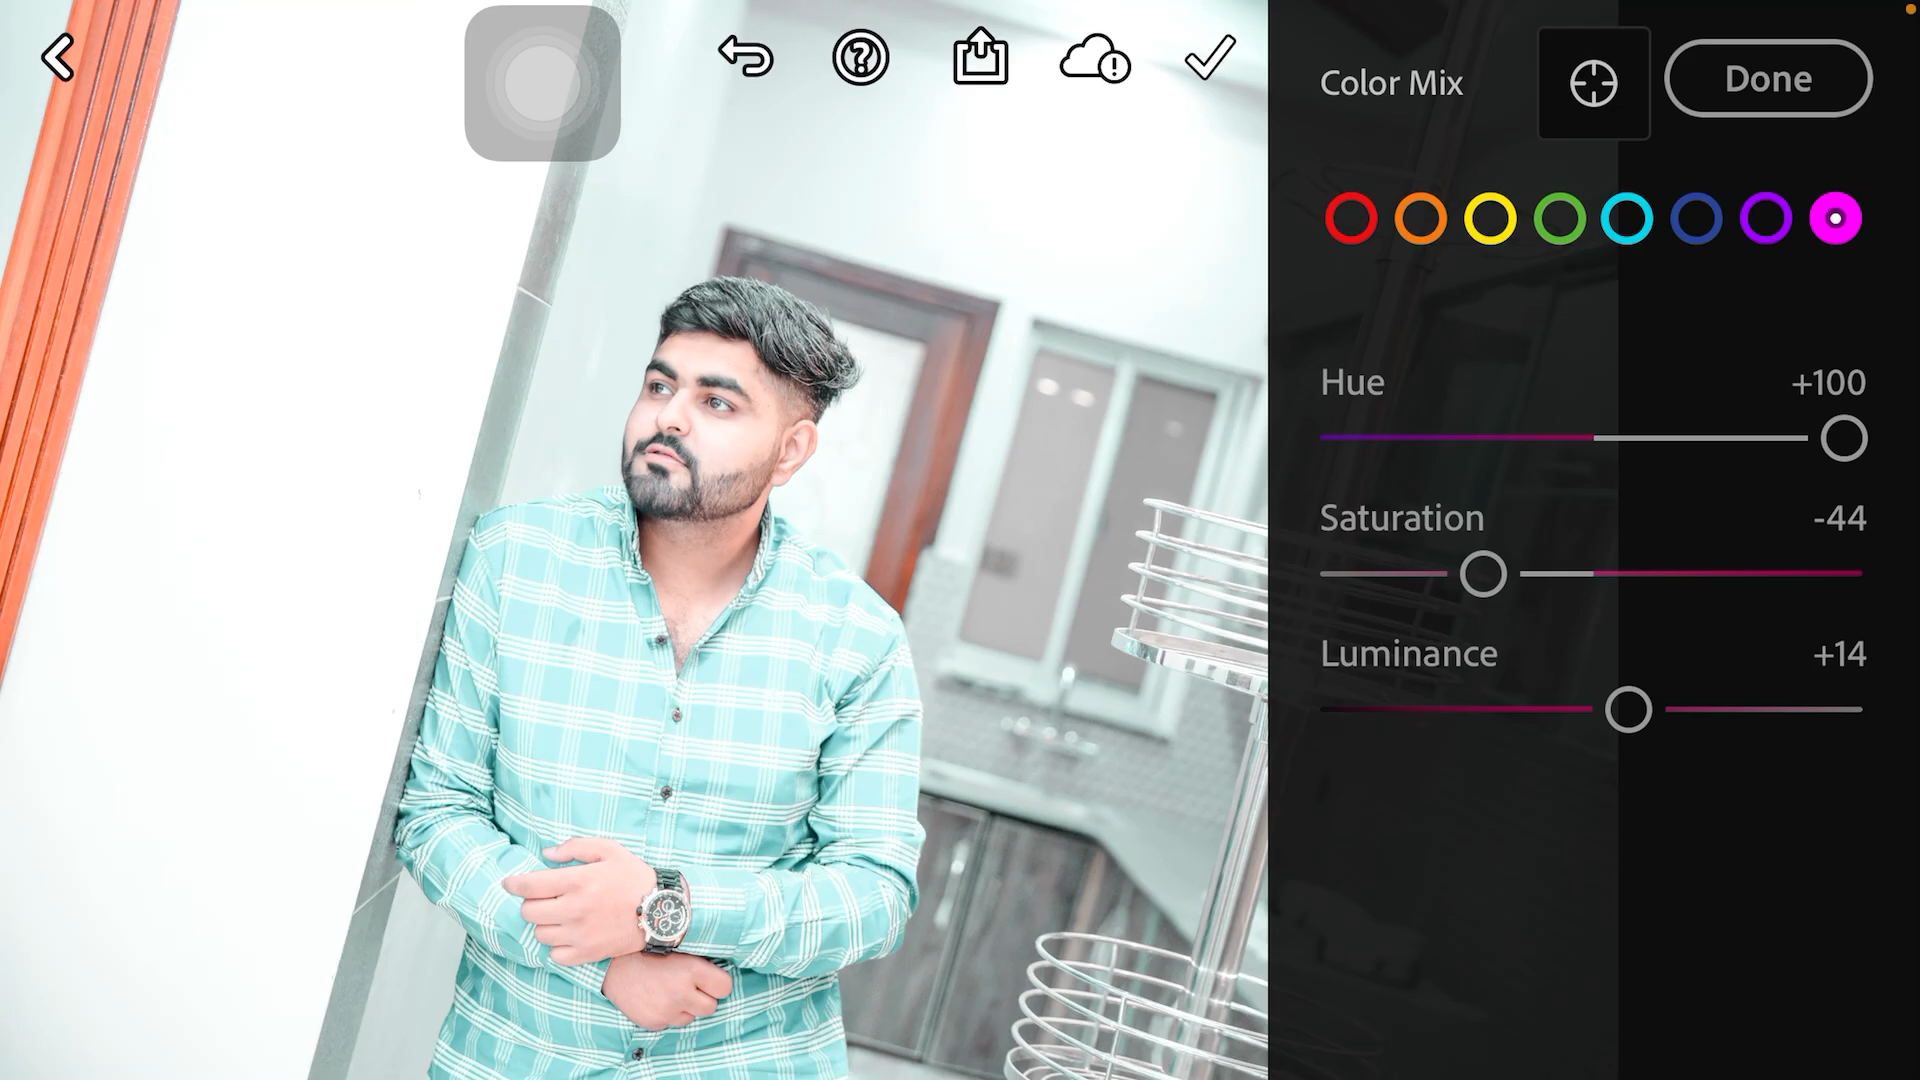 Color Mix
Done
Hue +100
Saturation -44
Luminance +14